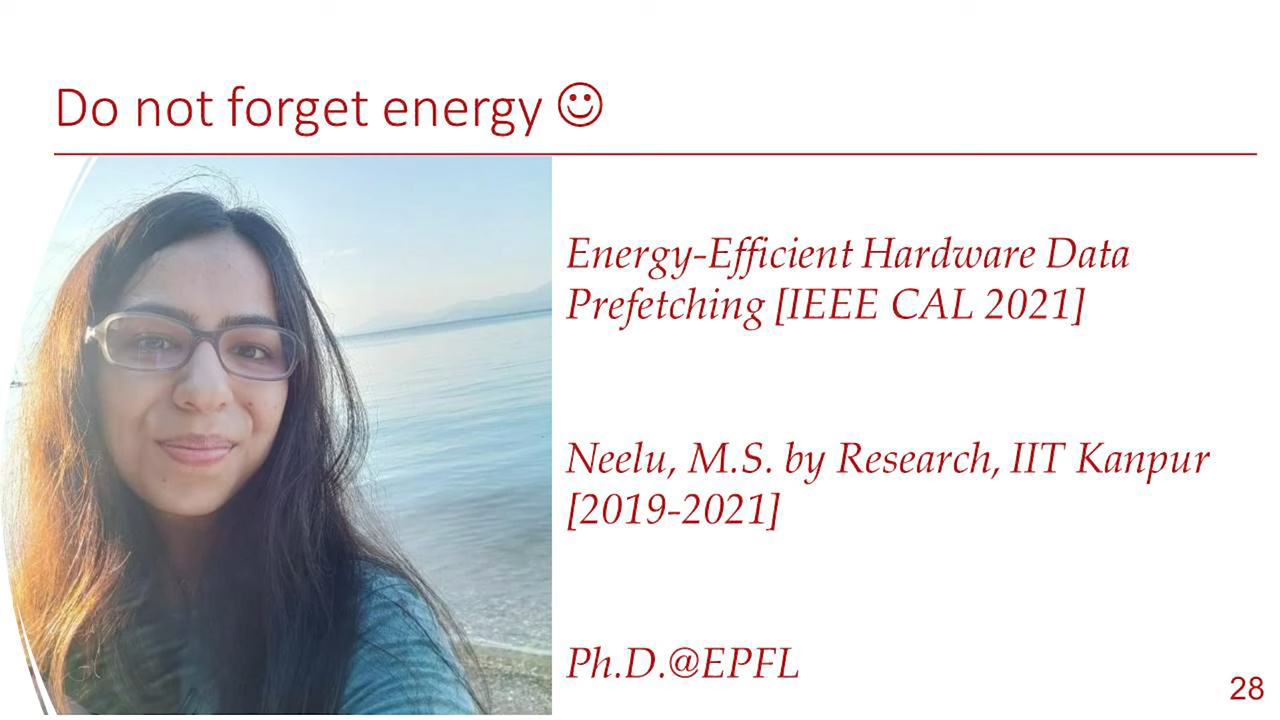 Do not forget energy ☺
Energy-Efficient Hardware Data
Prefetching [IEEE CAL 2021]
Neelu, M.S. by Research, IIT Kanpur
[2019-2021]
Ph.D.@EPFL
28